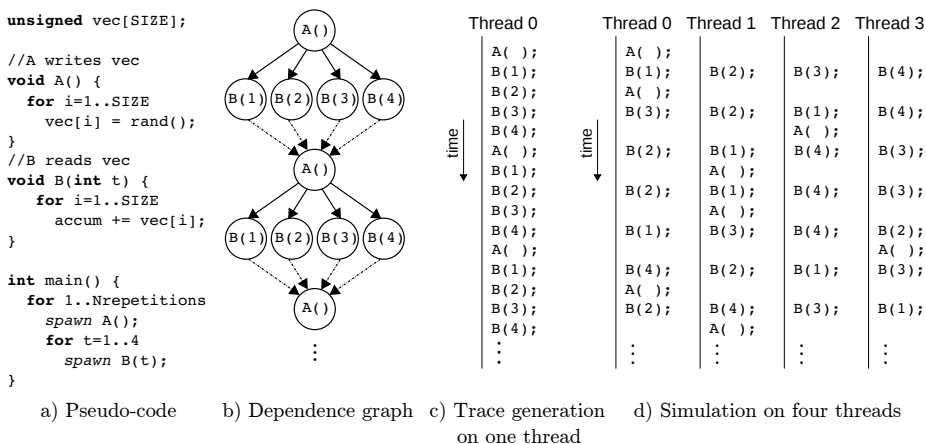 unsigned vec[SIZE];
//A writes vec
void A() {
for i=1..SIZE
vec[i] = rand();
}
//B reads vec
void B(int t) {
for i=1..SIZE
accum += vec[i];
}
int main() {
for 1..Nrepetitions
spawn A();
for t=1..4
spawn B(t);
}
a) Pseudo-code
A()
B(1) B(2) B(3) B(4)
A()
B(1) B(2) B(3) B(4)
A()
⋮
b) Dependence graph
Thread 0
A( );
B(1);
B(2);
B(3);
B(4);
A( );
B(1);
B(2);
B(3);
B(4);
A( );
B(1);
B(2);
B(3);
B(4);
⋮
time
c) Trace generation
on one thread
Thread 0 Thread 1 Thread 2 Thread 3
A( );
B(1); B(2); B(3); B(4);
A( );
B(3); B(2); B(1); B(4);
A( );
B(2); B(1); B(4); B(3);
A( );
B(2); B(1); B(4); B(3);
A( );
B(1); B(3); B(4); B(2);
A( );
B(4); B(2); B(1); B(3);
A( );
B(2); B(4); B(3); B(1);
A( );
⋮ ⋮ ⋮ ⋮
time
d) Simulation on four threads